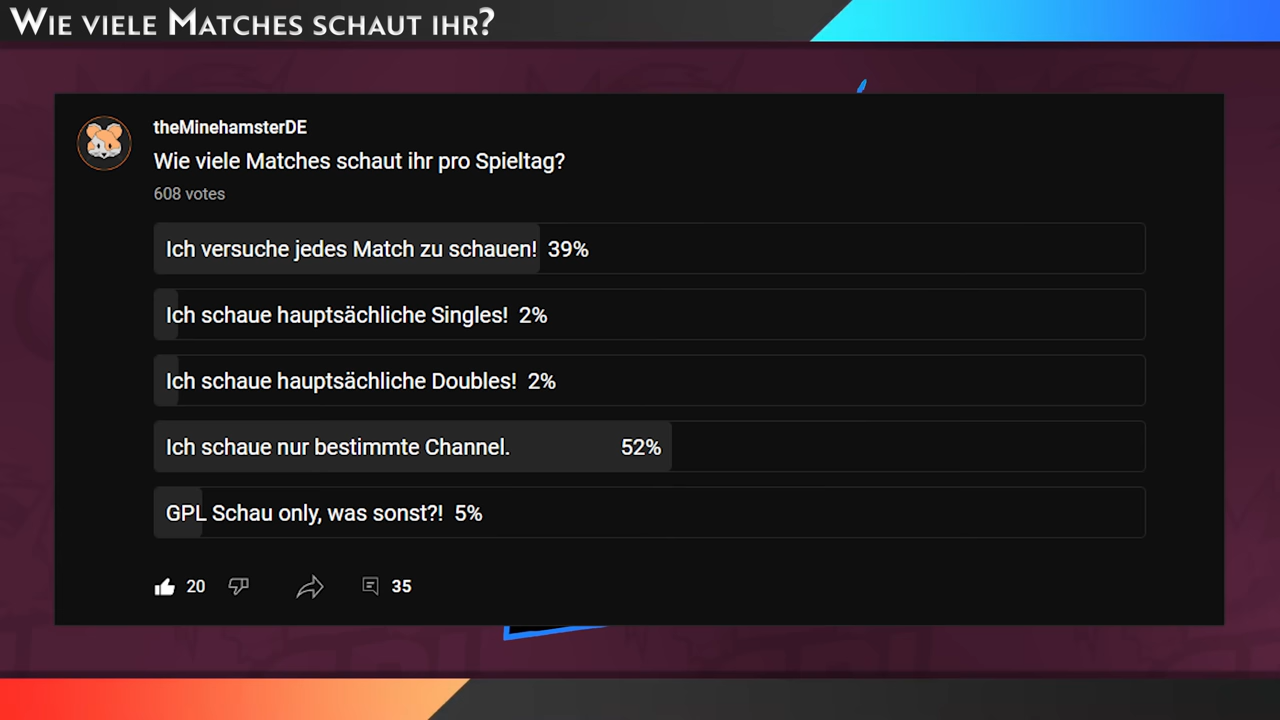 Wie viele Matches schaut ihr?
theMinehamsterDE
Wie viele Matches schaut ihr pro Spieltag?
608 votes
Ich versuche jedes Match zu schauen! 39%
Ich schaue hauptsächliche Singles! 2%
Ich schaue hauptsächliche Doubles! 2%
Ich schaue nur bestimmte Channel. 52%
GPL Schau only, was sonst?! 5%
20 35